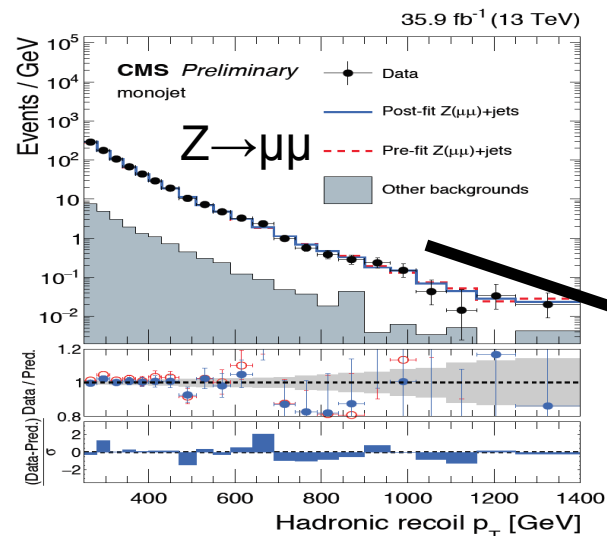 35.9 fb⁻¹ (13 TeV)
Events / GeV
10⁵
10⁴
10³
10²
10
1
10⁻¹
10⁻²
CMS Preliminary
monojet
Z→μμ
Data
Post-fit Z(μμ)+jets
Pre-fit Z(μμ)+jets
Other backgrounds
Data / Pred.
1.2
1.0
0.8
(Data-Pred.)
σ
2
0
−2
400 600 800 1000 1200 1400
Hadronic recoil p_T [GeV]